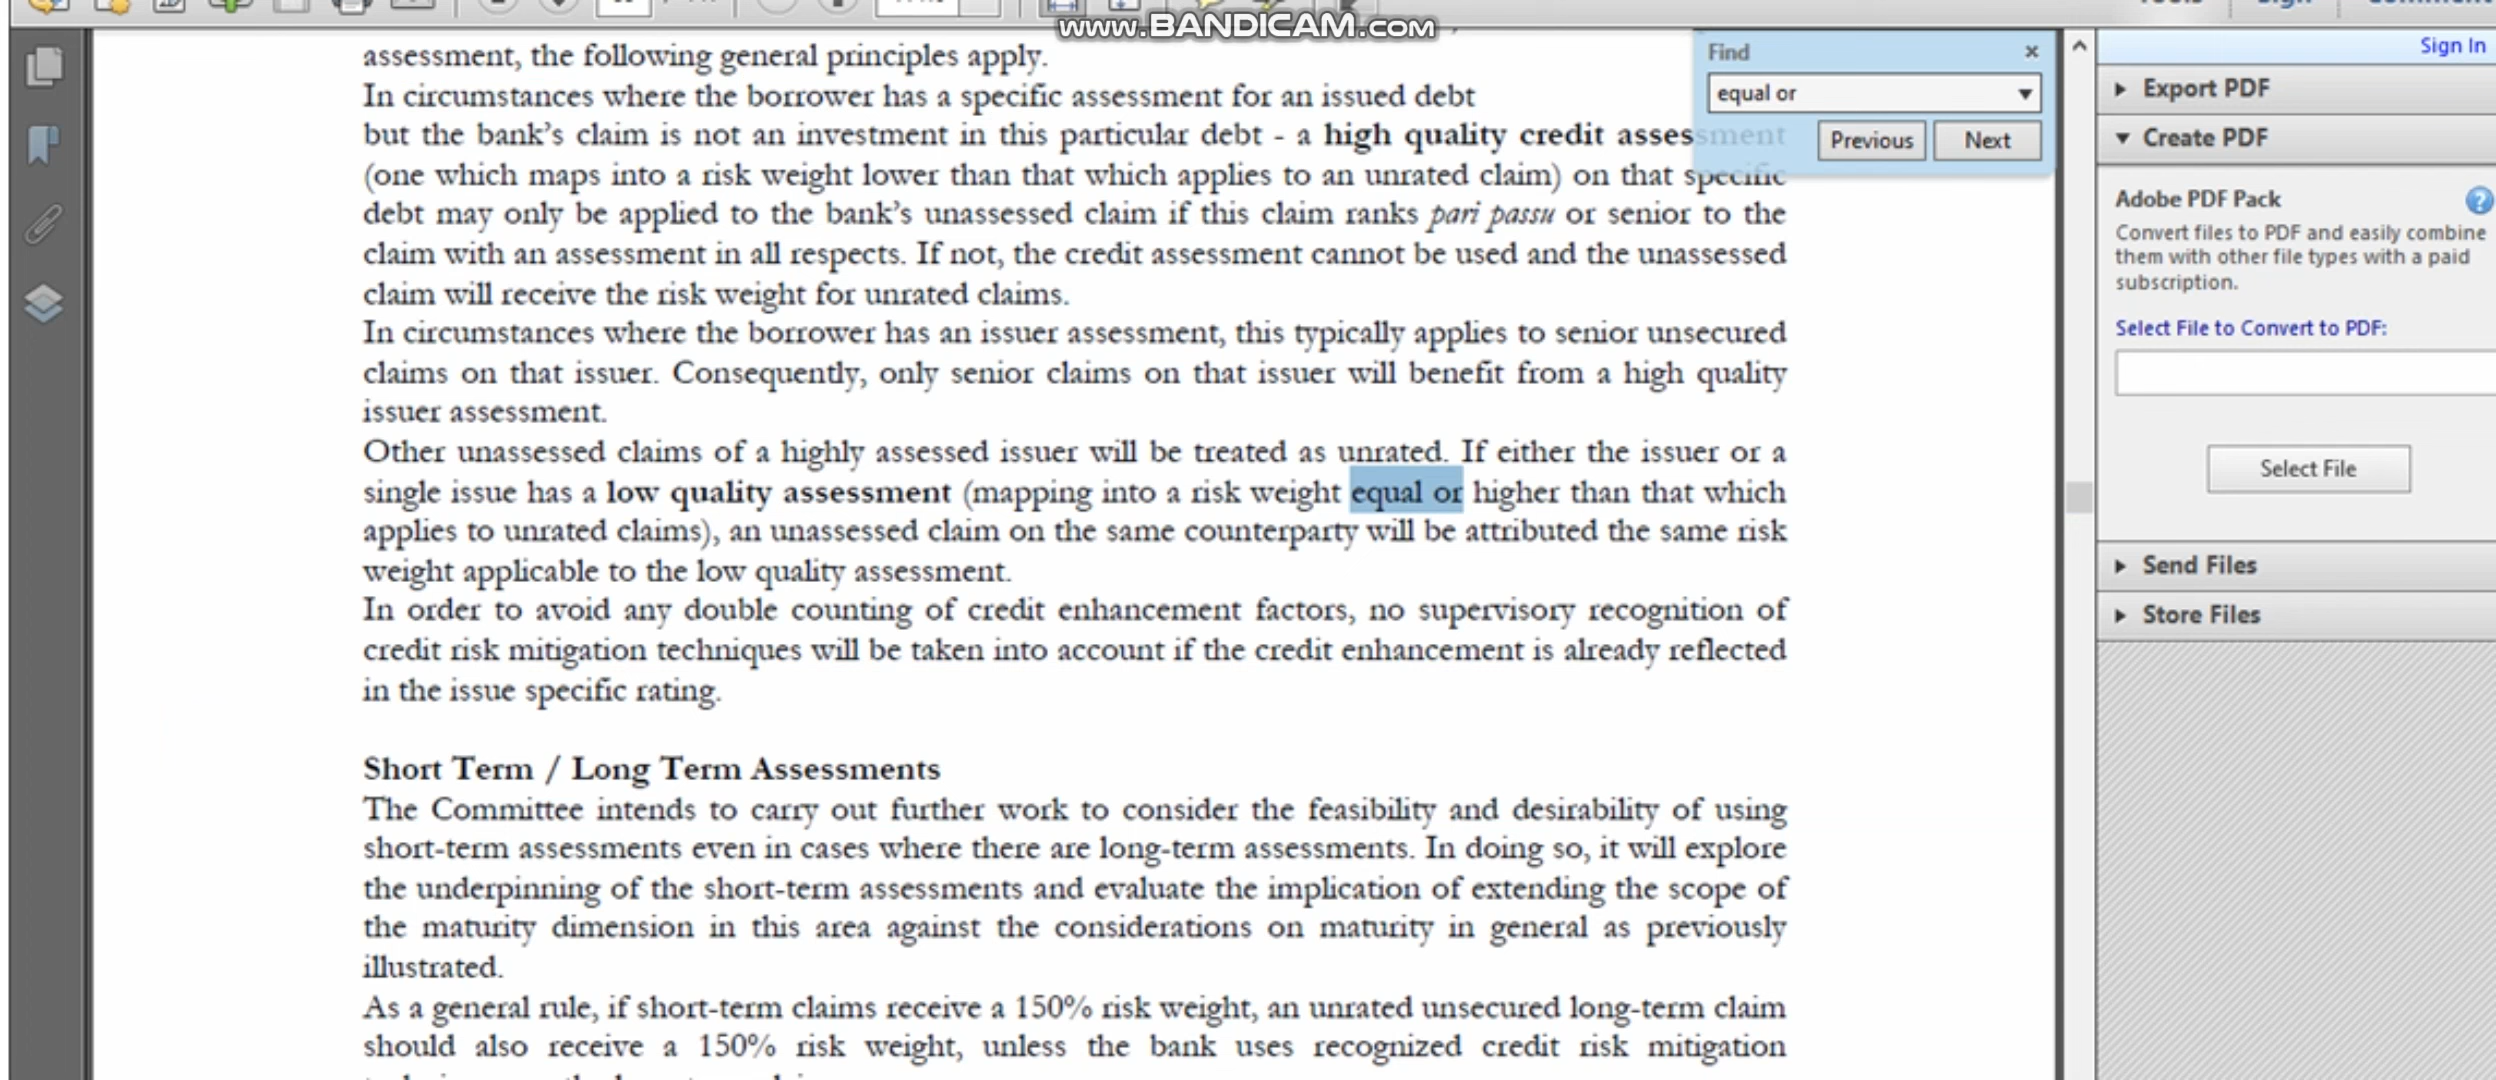 www.BANDICAM.com
assessment, the following general principles apply.
In circumstances where the borrower has a specific assessment for an issued debt
but the bank's claim is not an investment in this particular debt - a high quality credit assessment
(one which maps into a risk weight lower than that which applies to an unrated claim) on that specific
debt may only be applied to the bank's unassessed claim if this claim ranks pari passu or senior to the
claim with an assessment in all respects. If not, the credit assessment cannot be used and the unassessed
claim will receive the risk weight for unrated claims.
In circumstances where the borrower has an issuer assessment, this typically applies to senior unsecured
claims on that issuer. Consequently, only senior claims on that issuer will benefit from a high quality
issuer assessment.
Other unassessed claims of a highly assessed issuer will be treated as unrated. If either the issuer or a
single issue has a low quality assessment (mapping into a risk weight equal or higher than that which
applies to unrated claims), an unassessed claim on the same counterparty will be attributed the same risk
weight applicable to the low quality assessment.
In order to avoid any double counting of credit enhancement factors, no supervisory recognition of
credit risk mitigation techniques will be taken into account if the credit enhancement is already reflected
in the issue specific rating.
Short Term / Long Term Assessments
The Committee intends to carry out further work to consider the feasibility and desirability of using
short-term assessments even in cases where there are long-term assessments. In doing so, it will explore
the underpinning of the short-term assessments and evaluate the implication of extending the scope of
the maturity dimension in this area against the considerations on maturity in general as previously
illustrated.
As a general rule, if short-term claims receive a 150% risk weight, an unrated unsecured long-term claim
should also receive a 150% risk weight, unless the bank uses recognized credit risk mitigation
Find
equal or
Previous
Next
Sign In
Export PDF
Create PDF
Adobe PDF Pack
Convert files to PDF and easily combine
them with other file types with a paid
subscription.
Select File to Convert to PDF:
Select File
Send Files
Store Files